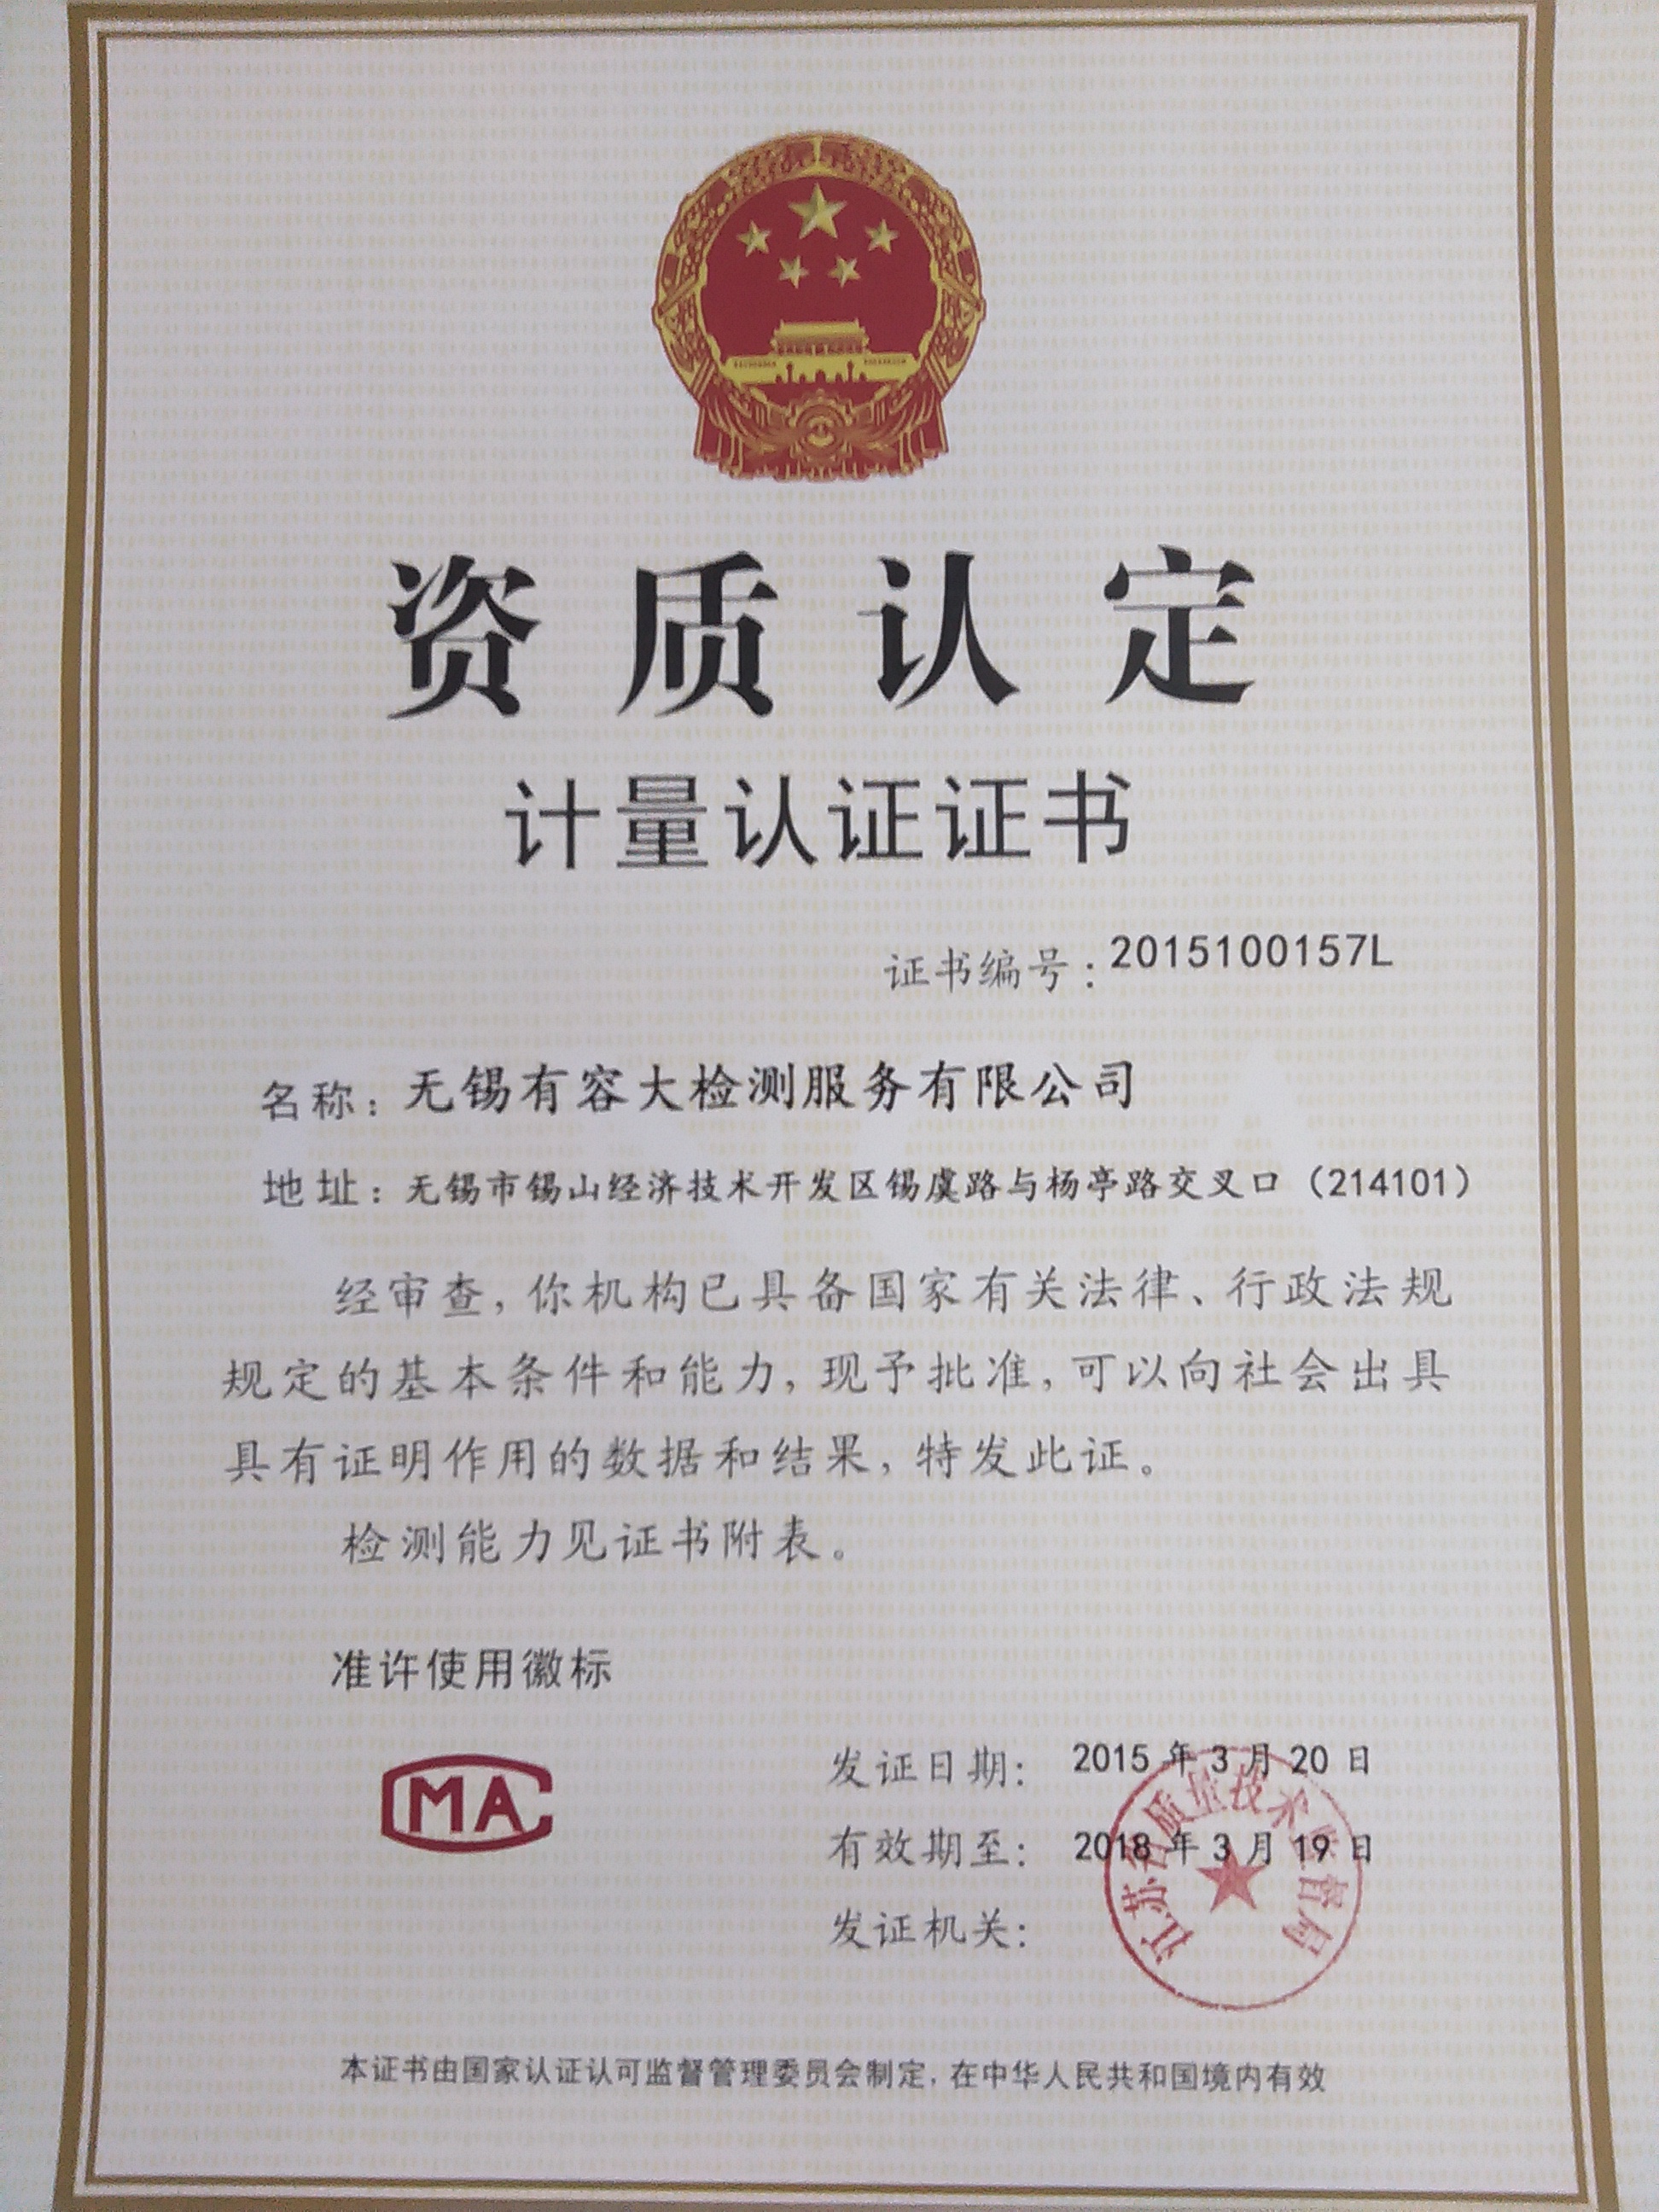 资质认定
计量认证证书
证书编号：2015100157L
名称：无锡有容大检测服务有限公司
地址：无锡市锡山经济技术开发区锡虞路与杨亭路交叉口（214101）
经审查，你机构已具备国家有关法律、行政法规
规定的基本条件和能力，现予批准，可以向社会出具
具有证明作用的数据和结果，特发此证。
检测能力见证书附表。
准许使用徽标
CMA
发证日期：2015年3月20日
有效期至：2018年3月19日
发证机关：
江苏省质量技术监督局
本证书由国家认证认可监督管理委员会制定，在中华人民共和国境内有效